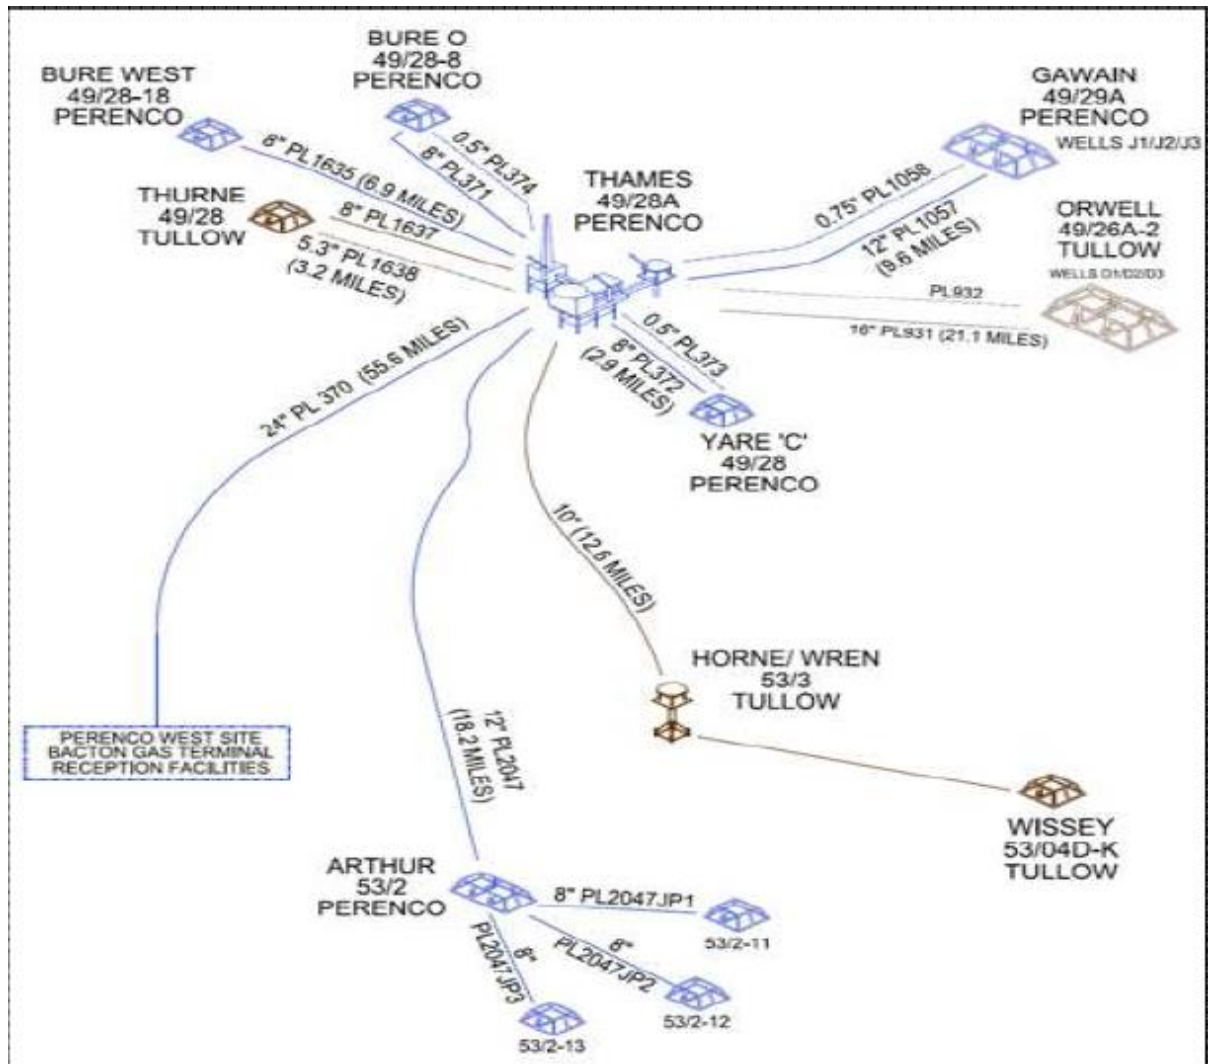 BURE O
49/28-8
PERENCO
BURE WEST
49/28-18
PERENCO
GAWAIN
49/29A
PERENCO
WELLS J1/J2/J3
0.5" PL374
8" PL371
8" PL1635 (6.9 MILES)
THURNE
49/28
TULLOW
8" PL1637
5.3" PL1638
(3.2 MILES)
THAMES
49/28A
PERENCO
0.75" PL1058
12" PL1057
(9.6 MILES)
ORWELL
49/26A-2
TULLOW
WELLS D1/D2/D3
PL932
16" PL931 (21.1 MILES)
0.5" PL373
8" PL372
(2.9 MILES)
YARE 'C'
49/28
PERENCO
24" PL 370 (55.6 MILES)
10" (12.6 MILES)
HORNE/ WREN
53/3
TULLOW
PERENCO WEST SITE
BACTON GAS TERMINAL
RECEPTION FACILITIES
12" PL2047
(18.2 MILES)
WISSEY
53/04D-K
TULLOW
ARTHUR
53/2
PERENCO
8" PL2047JP1
53/2-11
8"
PL2047JP2
53/2-12
8"
PL2047JP3
53/2-13